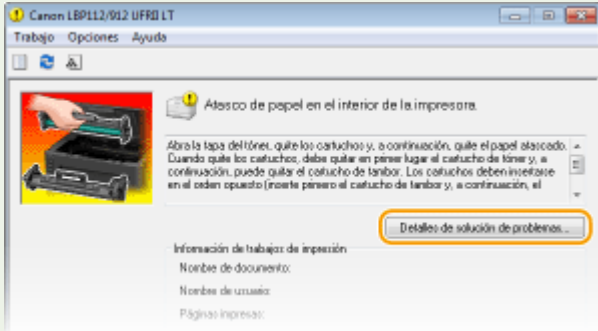 Canon LBP112/912 UFRII LT
Trabajo Opciones Ayuda
Atasco de papel en el interior de la impresora.
Abra la tapa del tóner, quite los cartuchos y, a continuación, quite el papel atascado.
Cuando quite los cartuchos, debe quitar en primer lugar el cartucho de tóner y, a
continuación, puede quitar el cartucho de tambor. Los cartuchos deben insertarse
en el orden opuesto (inserte primero el cartucho de tambor y, a continuación, el
Detalles de solución de problemas...
Información de trabajos de impresión
Nombre de documento:
Nombre de usuario:
Páginas impresas: